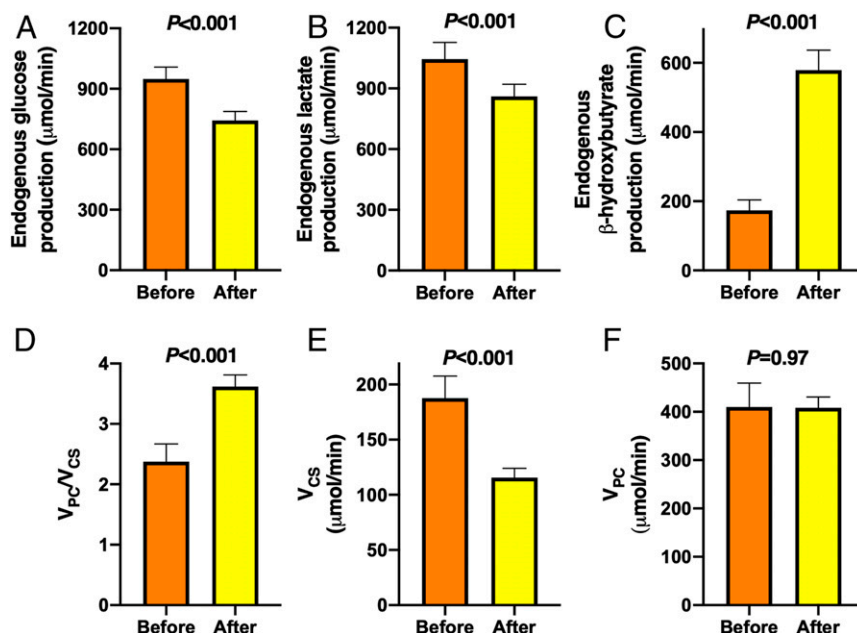 A
P<0.001
Endogenous glucose
production (μmol/min)
1200
900
600
300
0
Before After
B
P<0.001
Endogenous lactate
production (μmol/min)
1200
900
600
300
0
Before After
C
P<0.001
Endogenous
β-hydroxybutyrate
production (μmol/min)
600
400
200
0
Before After
D
P<0.001
VPC/VCS
4
3
2
1
0
Before After
E
P<0.001
VCS
(μmol/min)
200
150
100
50
0
Before After
F
P=0.97
VPC
(μmol/min)
500
400
300
200
100
0
Before After